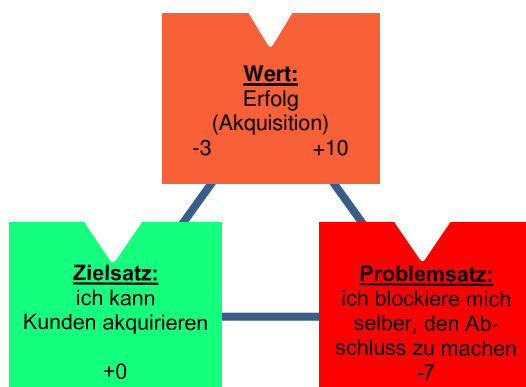 Wert:
Erfolg
(Akquisition)
-3 +10
Zielsatz:
ich kann
Kunden akquirieren
+0
Problemsatz:
ich blockiere mich
selber, den Ab-
schluss zu machen
-7